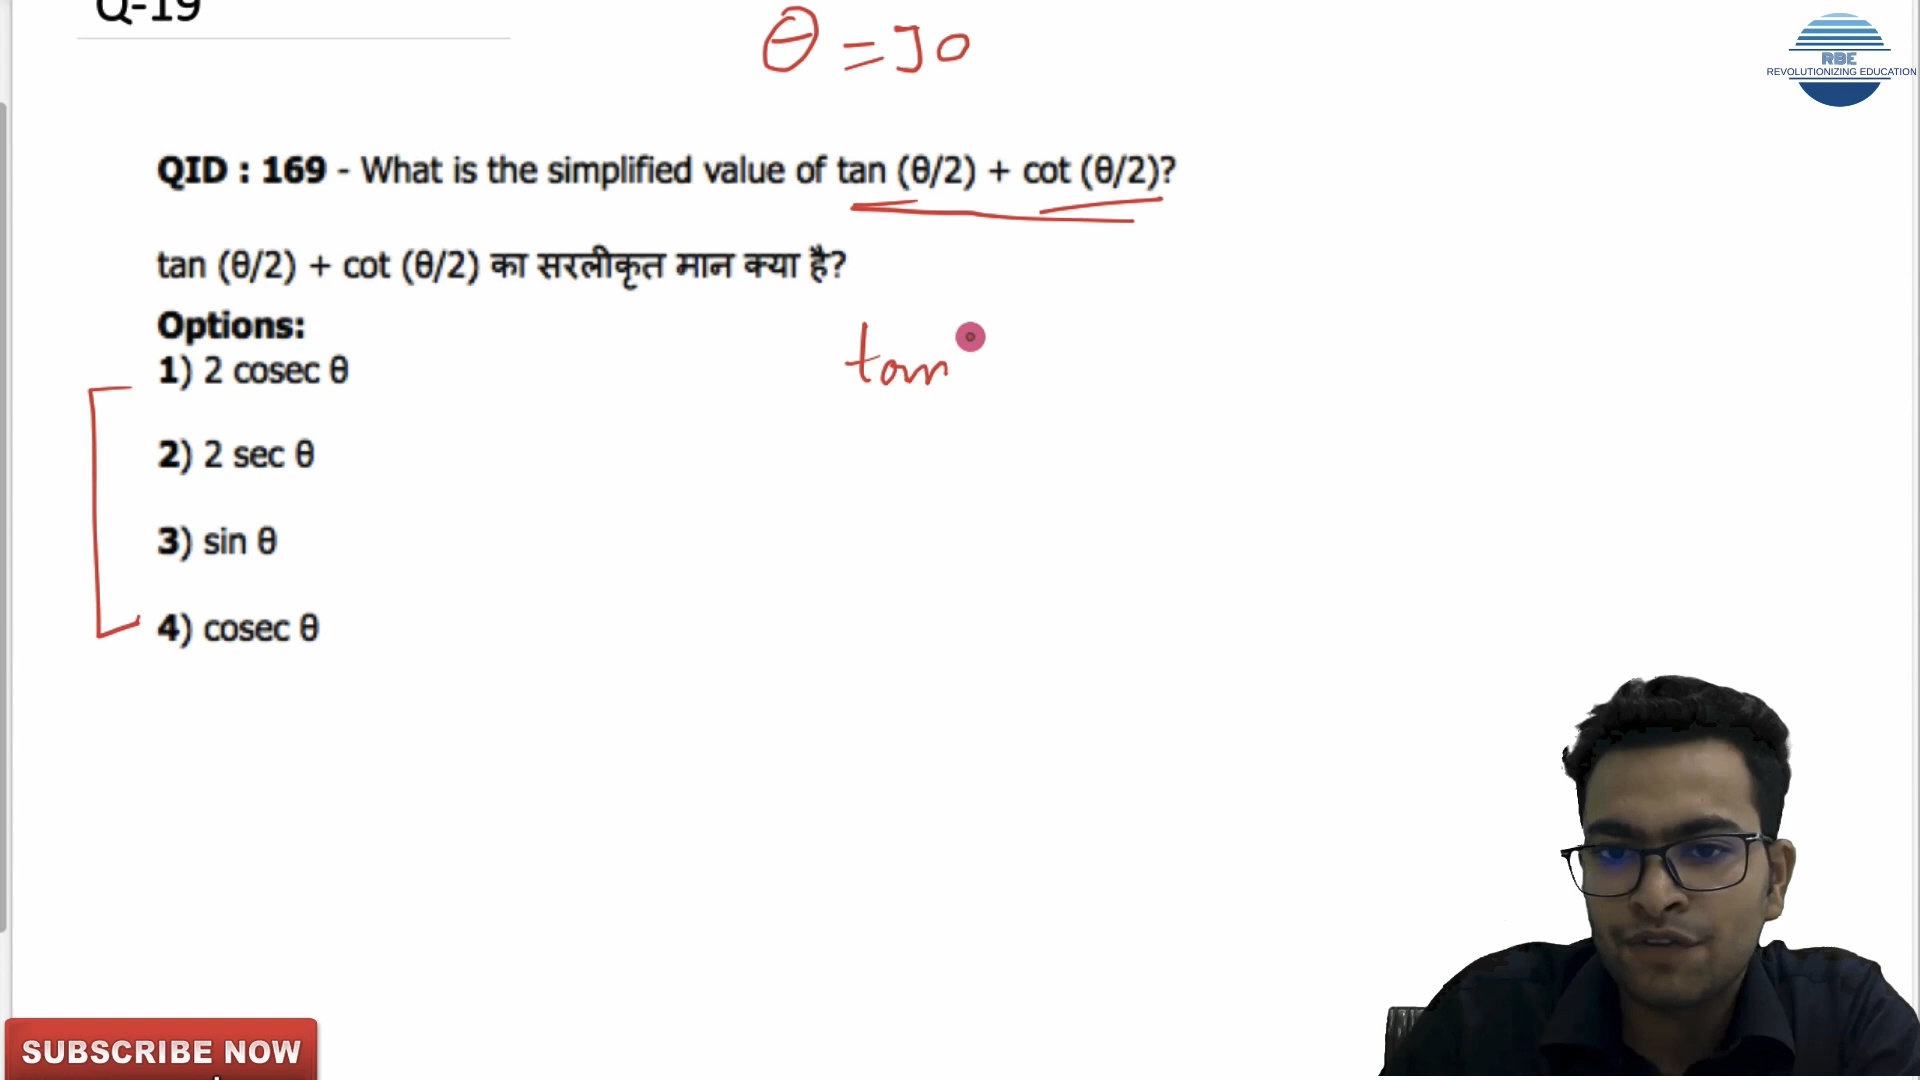 Q-19
θ = 90
RBE
REVOLUTIONIZING EDUCATION
QID : 169 - What is the simplified value of tan (θ/2) + cot (θ/2)?
tan (θ/2) + cot (θ/2) का सरलीकृत मान क्या है?
Options:
1) 2 cosec θ
tan
2) 2 sec θ
3) sin θ
4) cosec θ
SUBSCRIBE NOW